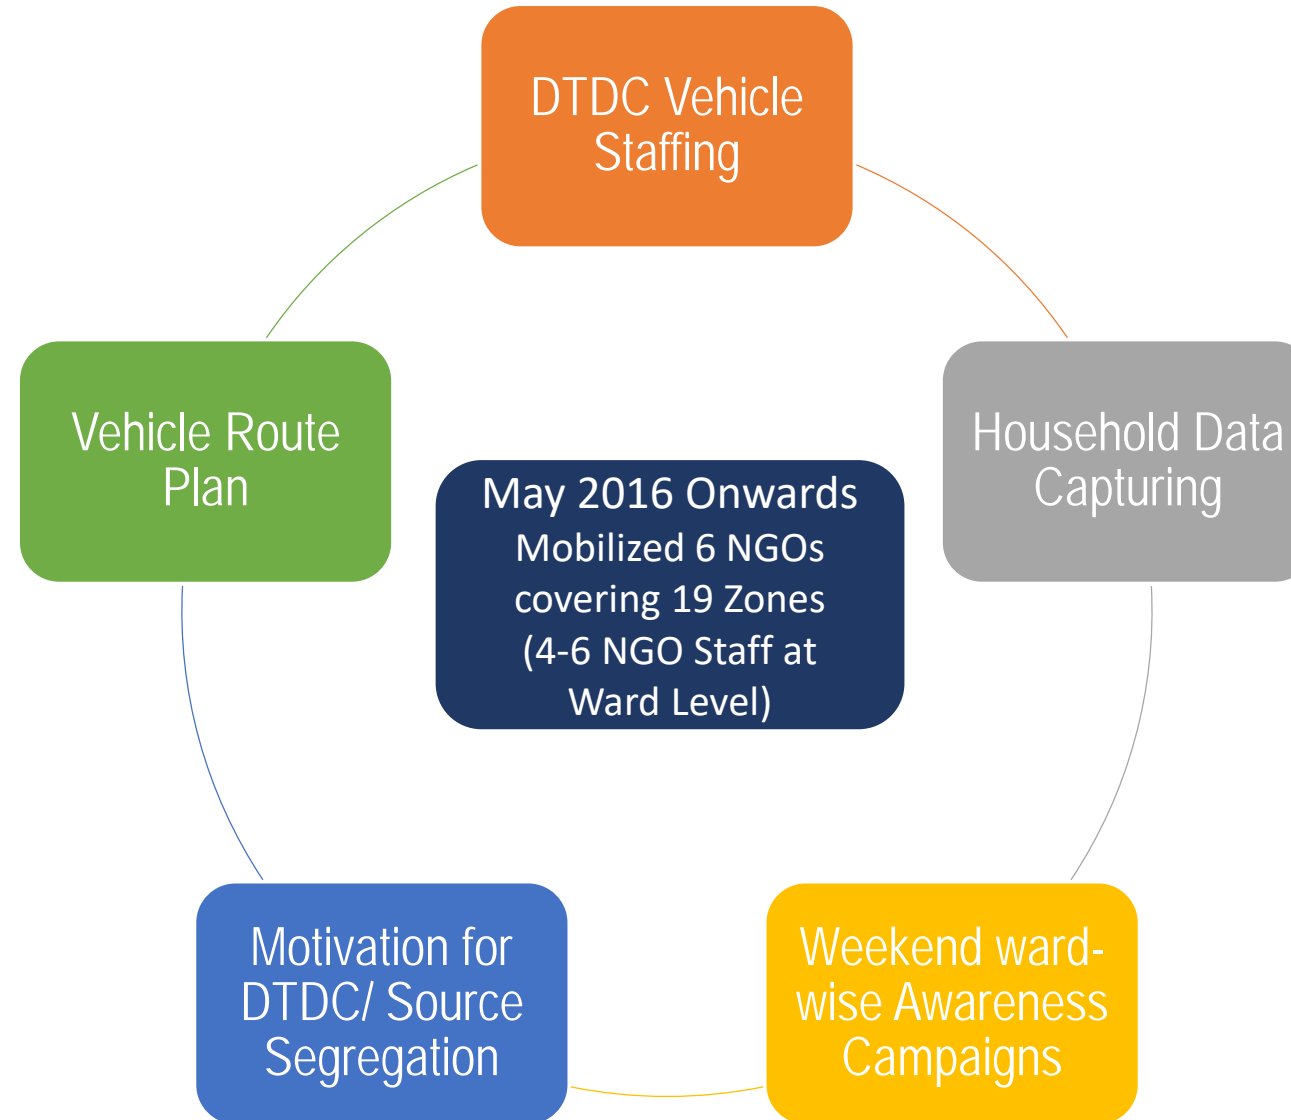 DTDC Vehicle
Staffing
Vehicle Route
Plan
Household Data
Capturing
May 2016 Onwards
Mobilized 6 NGOs
covering 19 Zones
(4-6 NGO Staff at
Ward Level)
Motivation for
DTDC/ Source
Segregation
Weekend ward-
wise Awareness
Campaigns